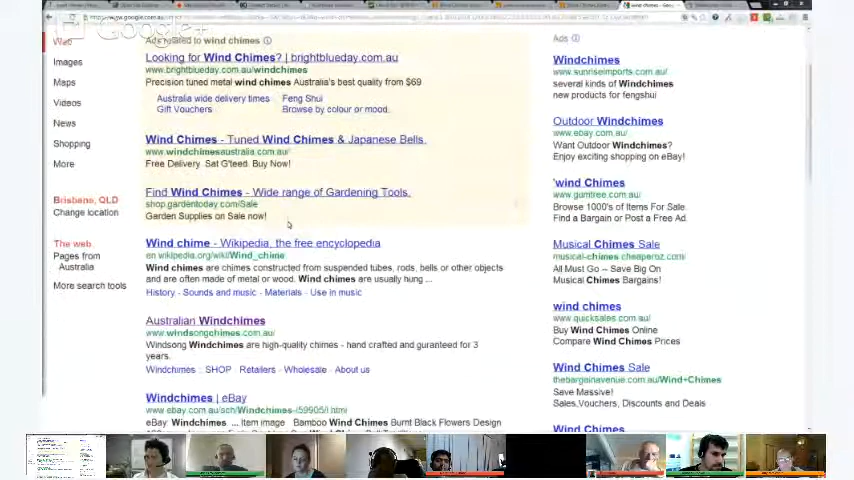 Google+
Web
Images
Maps
Videos
News
Shopping
More
Brisbane, QLD
Change location
The web
Pages from
Australia
More search tools
Ads related to wind chimes
Looking for Wind Chimes? | brightblueday.com.au
www.brightblueday.com.au/windchimes
Precision tuned metal wind chimes Australia's best quality from $69
Australia wide delivery times Feng Shui
Gift Vouchers Browse by colour or mood.
Wind Chimes - Tuned Wind Chimes & Japanese Bells.
www.windchimesaustralia.com.au/
Free Delivery. Sat G'teed. Buy Now!
Find Wind Chimes - Wide range of Gardening Tools.
shop.gardentoday.com/Sale
Garden Supplies on Sale now!
Wind chime - Wikipedia, the free encyclopedia
en.wikipedia.org/wiki/Wind_chime
Wind chimes are chimes constructed from suspended tubes, rods, bells or other objects
and are often made of metal or wood. Wind chimes are usually hung ...
History - Sounds and music - Materials - Use in music
Australian Windchimes
www.windsongchimes.com.au/
Windsong Windchimes are high-quality chimes - hand crafted and guranteed for 3
years.
Windchimes - SHOP - Retailers - Wholesale - About us
Windchimes | eBay
www.ebay.com.au/sch/Windchimes-/59905/i.html
eBay: Windchimes ... Item image Bamboo Wind Chimes Burnt Black Flowers Design
Ads
Windchimes
www.sunriseimports.com.au/
several kinds of Windchimes
new products for fengshui
Outdoor Windchimes
www.ebay.com.au/
Want Outdoor Windchimes?
Enjoy exciting shopping on eBay!
'wind Chimes
www.gumtree.com.au/
Browse 1000's of Items For Sale.
Find a Bargain or Post a Free Ad.
Musical Chimes Sale
musical-chimes.cheaperoz.com/
All Must Go -- Save Big On
Musical Chimes Bargains!
wind chimes
www.quicksales.com.au/
Buy Wind Chimes Online
Compare Wind Chimes Prices
Wind Chimes Sale
thebargainavenue.com.au/Wind+Chimes
Save Massive!
Sales,Vouchers, Discounts and Deals
Wind Chimes